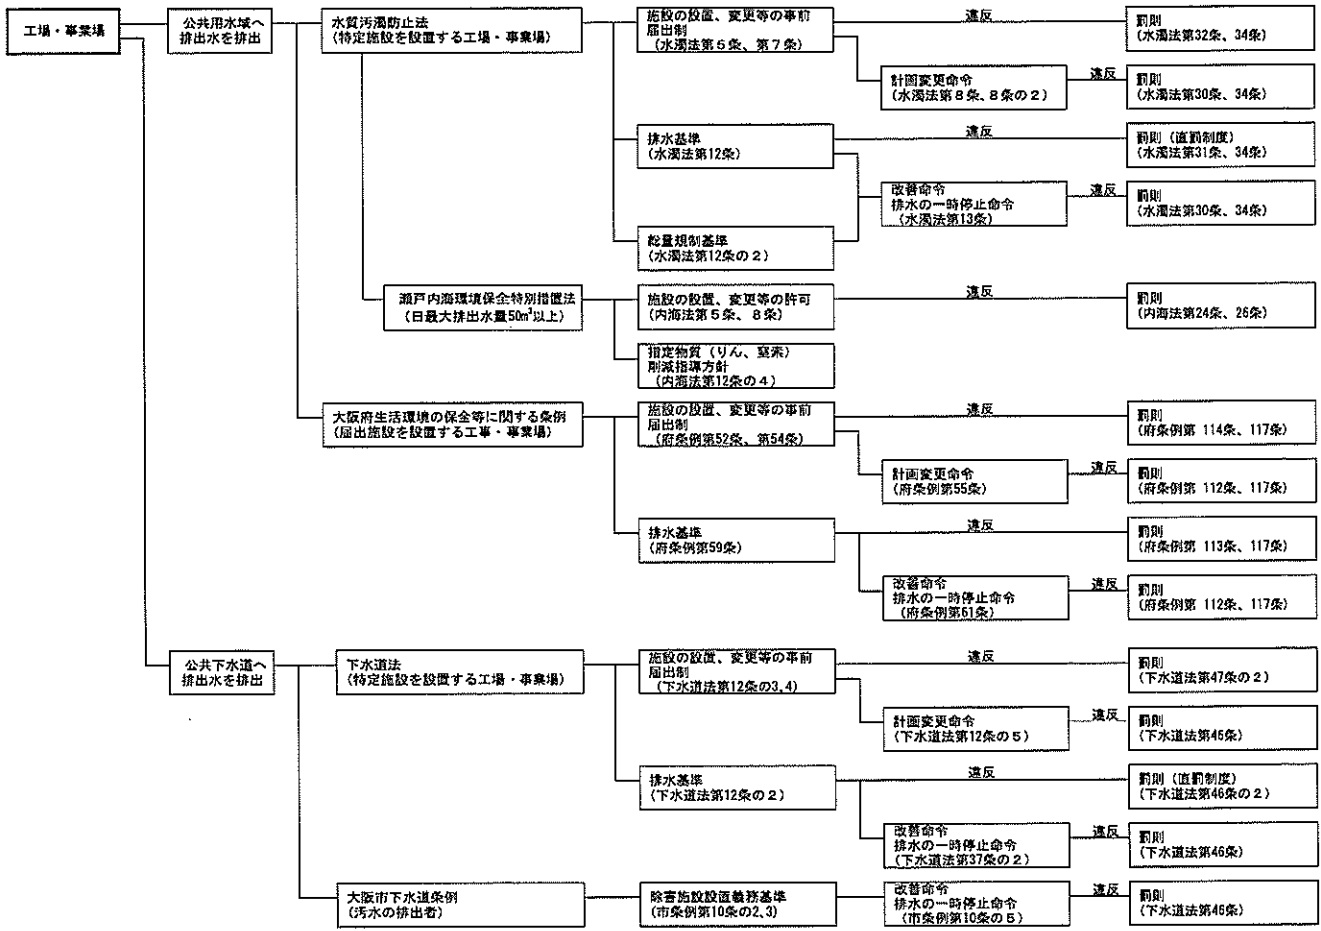 工場・事業場
公共用水域へ
排出水を排出
水質汚濁防止法
(特定施設を設置する工場・事業場)
施設の設置、変更等の事前
届出制
(水濁法第5条、第7条)
違反
罰則
(水濁法第32条、34条)
計画変更命令
(水濁法第8条、8条の2)
違反
罰則
(水濁法第30条、34条)
排水基準
(水濁法第12条)
違反
罰則(直罰制度)
(水濁法第31条、34条)
改善命令
排水の一時停止命令
(水濁法第13条)
違反
罰則
(水濁法第30条、34条)
総量規制基準
(水濁法第12条の2)
瀬戸内海環境保全特別措置法
(日最大排出水量50㎥以上)
施設の設置、変更等の許可
(内海法第5条、8条)
違反
罰則
(内海法第24条、26条)
指定物質(りん、窒素)
削減指導方針
(内海法第12条の4)
大阪府生活環境の保全等に関する条例
(届出施設を設置する工事・事業場)
施設の設置、変更等の事前
届出制
(府条例第52条、第54条)
違反
罰則
(府条例第 114条、117条)
計画変更命令
(府条例第55条)
違反
罰則
(府条例第 112条、117条)
排水基準
(府条例第59条)
違反
罰則
(府条例第 113条、117条)
改善命令
排水の一時停止命令
(府条例第61条)
違反
罰則
(府条例第 112条、117条)
公共下水道へ
排出水を排出
下水道法
(特定施設を設置する工場・事業場)
施設の設置、変更等の事前
届出制
(下水道法第12条の3,4)
違反
罰則
(下水道法第47条の2)
計画変更命令
(下水道法第12条の5)
違反
罰則
(下水道法第46条)
排水基準
(下水道法第12条の2)
違反
罰則(直罰制度)
(下水道法第46条の2)
改善命令
排水の一時停止命令
(下水道法第37条の2)
違反
罰則
(下水道法第46条)
大阪市下水道条例
(汚水の排出者)
除害施設設置義務基準
(市条例第10条の2,3)
改善命令
排水の一時停止命令
(市条例第10条の5)
違反
罰則
(下水道法第46条)